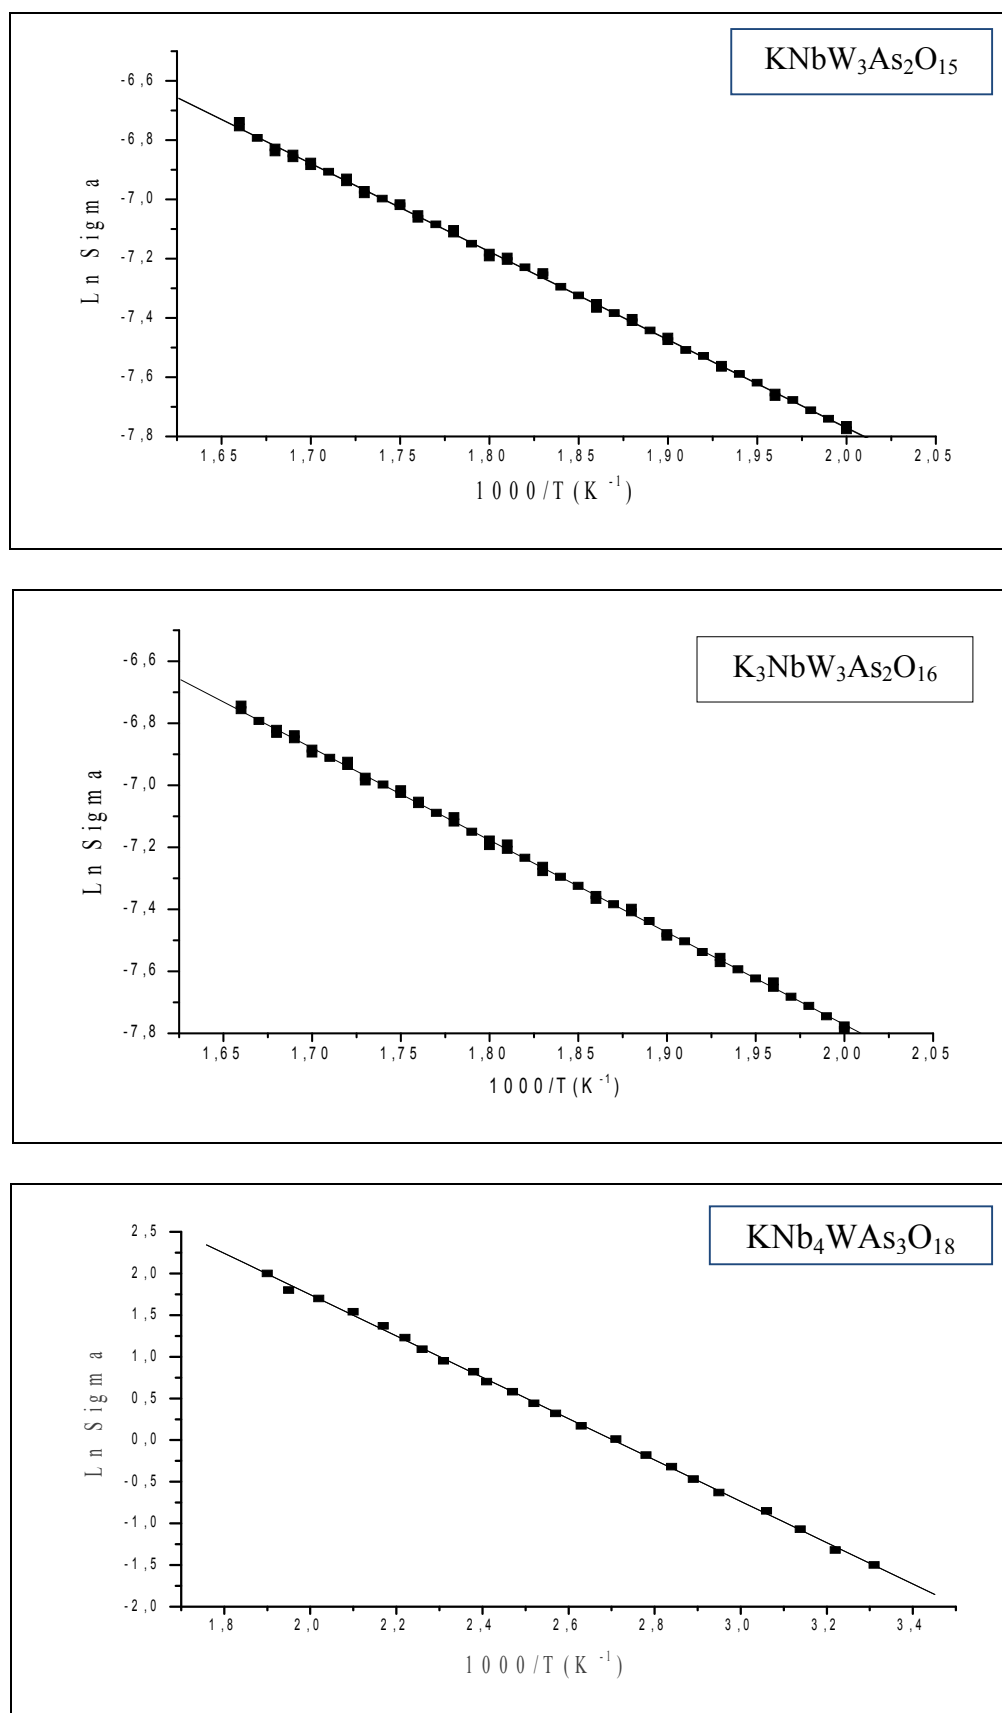 KNbW₃As₂O₁₅
-6,6
-6,8
-7,0
-7,2
-7,4
-7,6
-7,8
Ln Sigma
1,65 1,70 1,75 1,80 1,85 1,90 1,95 2,00 2,05
1000/T (K⁻¹)
K₃NbW₃As₂O₁₆
-6,6
-6,8
-7,0
-7,2
-7,4
-7,6
-7,8
Ln Sigma
1,65 1,70 1,75 1,80 1,85 1,90 1,95 2,00 2,05
1000/T (K⁻¹)
KNb₄WAs₃O₁₈
2,5
2,0
1,5
1,0
0,5
0,0
-0,5
-1,0
-1,5
-2,0
Ln Sigma
1,8 2,0 2,2 2,4 2,6 2,8 3,0 3,2 3,4
1000/T (K⁻¹)